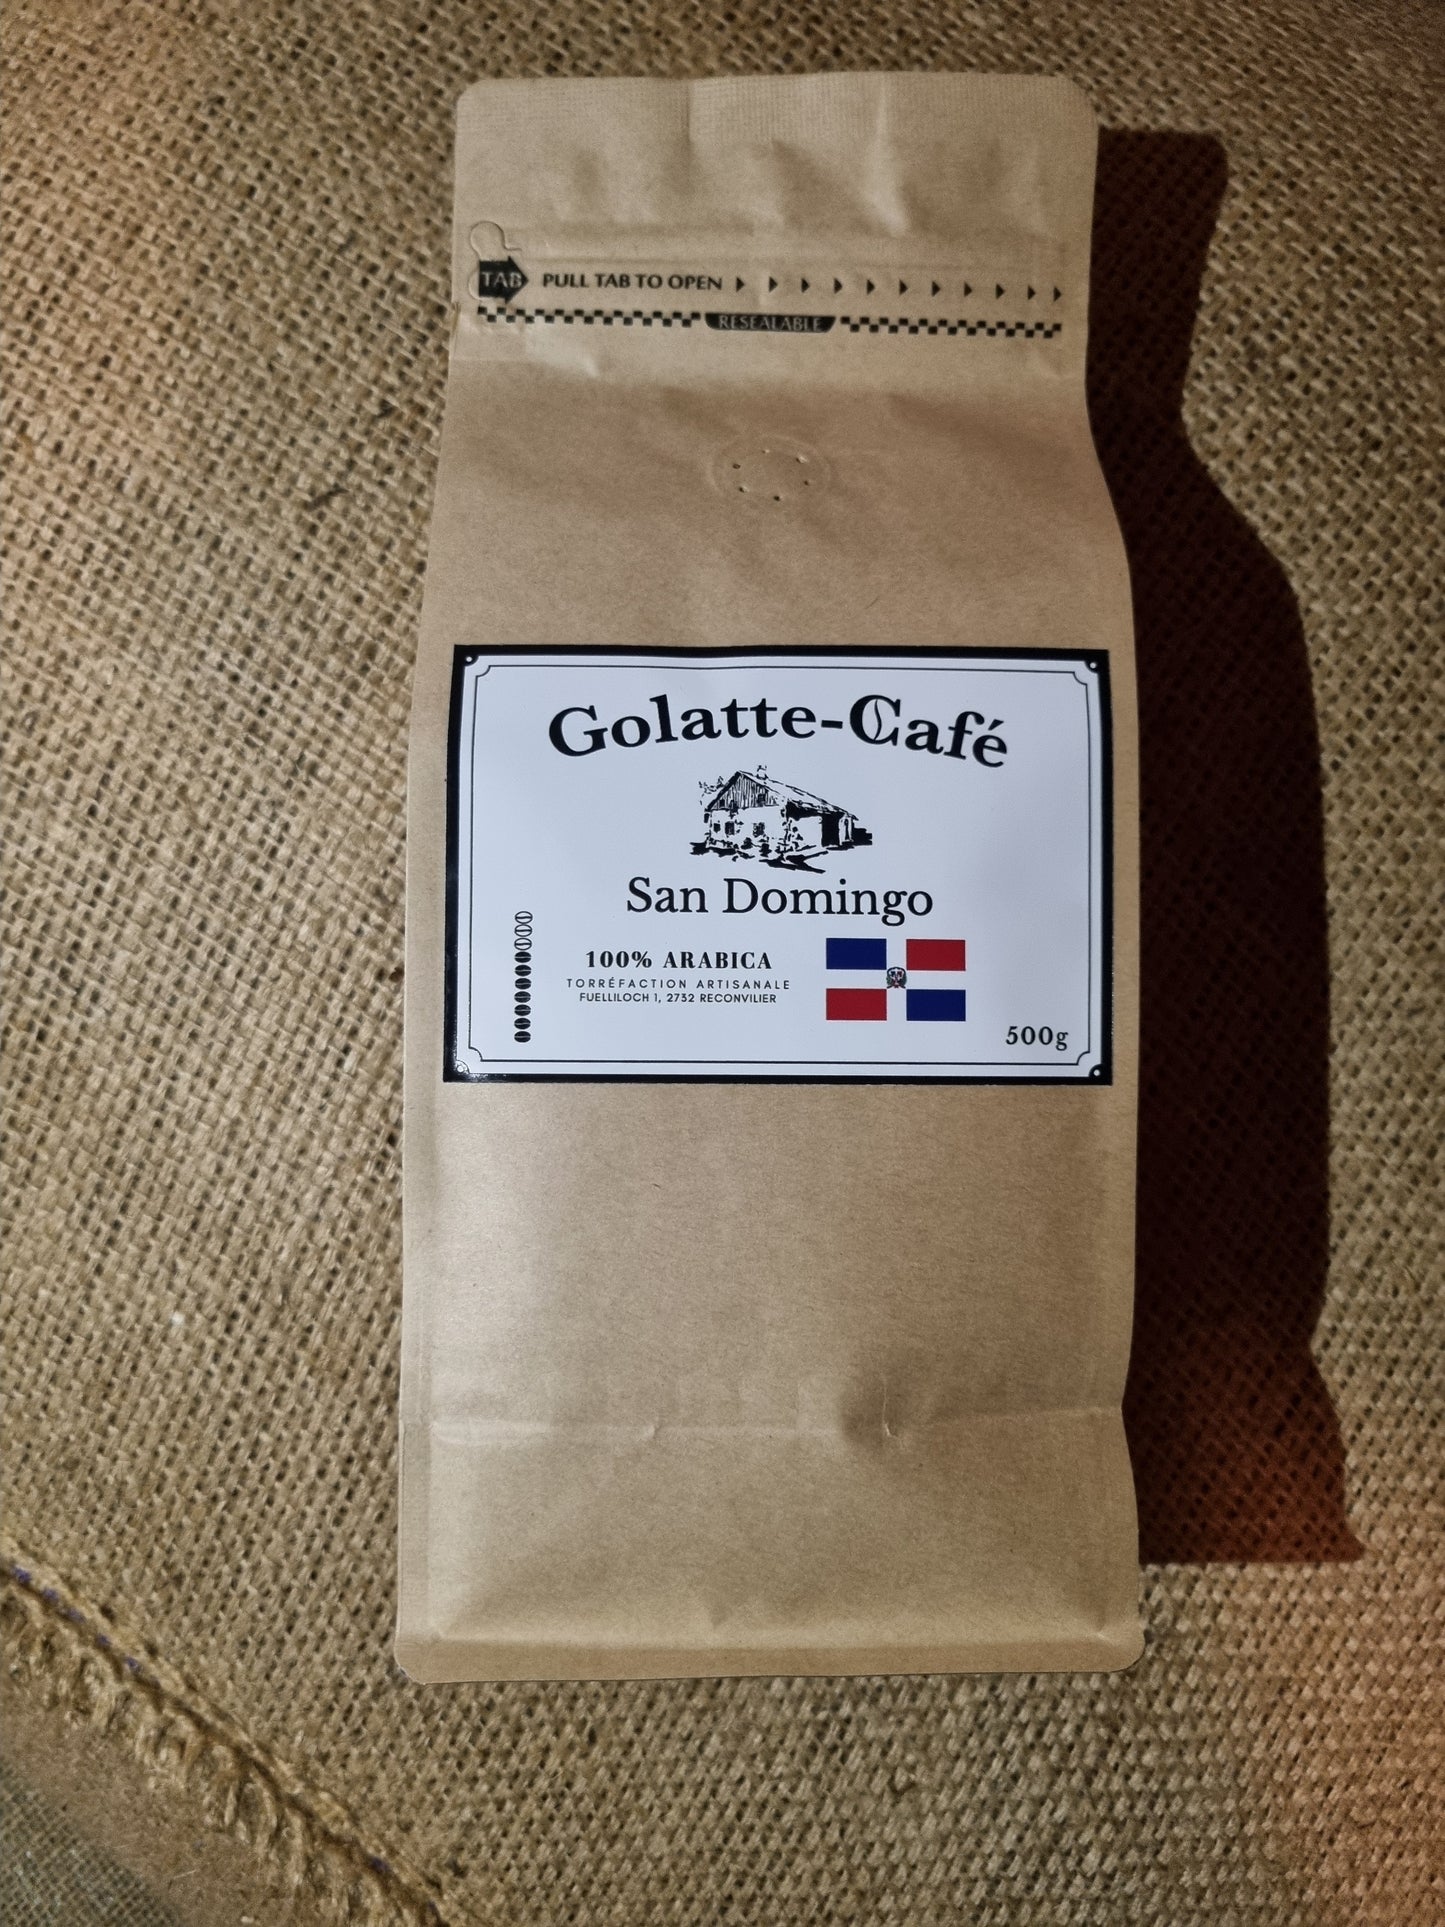 TAB PULL TAB TO OPEN
RESEALABLE
Golatte-Café
San Domingo
100% ARABICA
TORRÉFACTION ARTISANALE
FUELLILOCH 1, 2732 RECONVILIER
500g